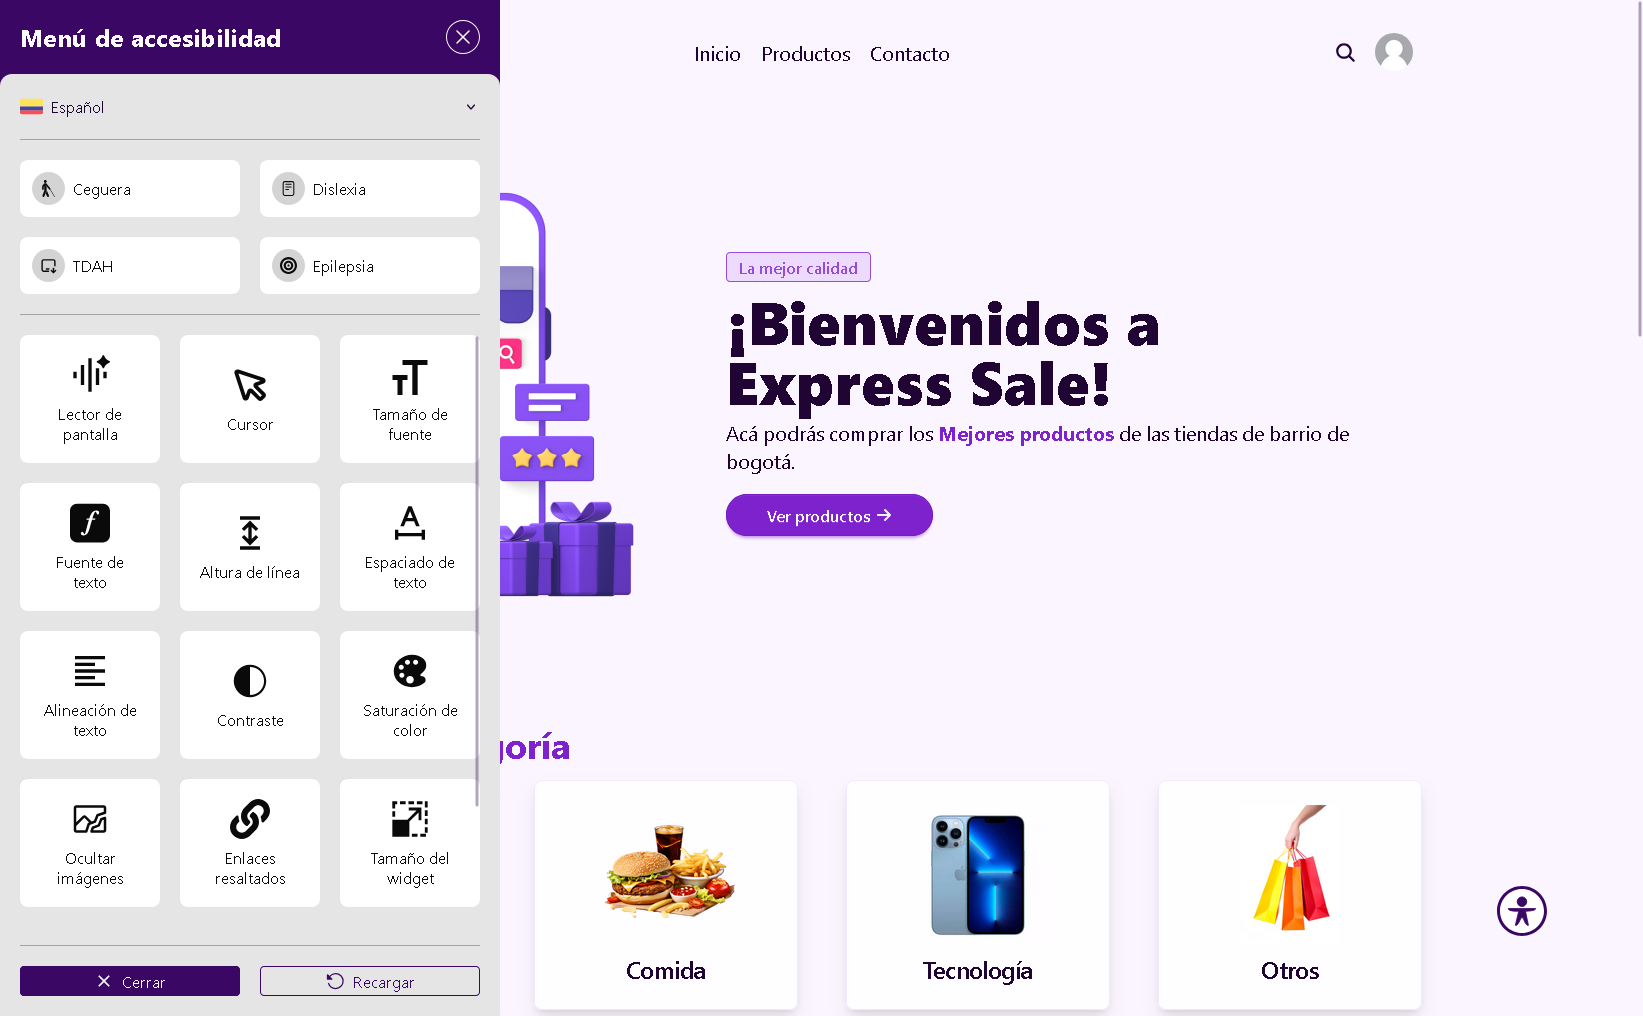 Menú de accesibilidad
Español
Ceguera
Dislexia
TDAH
Epilepsia
Lector de
pantalla
Cursor
Tamaño de
fuente
Fuente de
texto
Altura de línea
Espaciado de
texto
Alineación de
texto
Contraste
Saturación de
color
Ocultar
imágenes
Enlaces
resaltados
Tamaño del
widget
Cerrar
Recargar
Inicio
Productos
Contacto
La mejor calidad
¡Bienvenidos a
Express Sale!
Acá podrás comprar los Mejores productos de las tiendas de barrio de
bogotá.
Ver productos →
goría
Comida
Tecnología
Otros